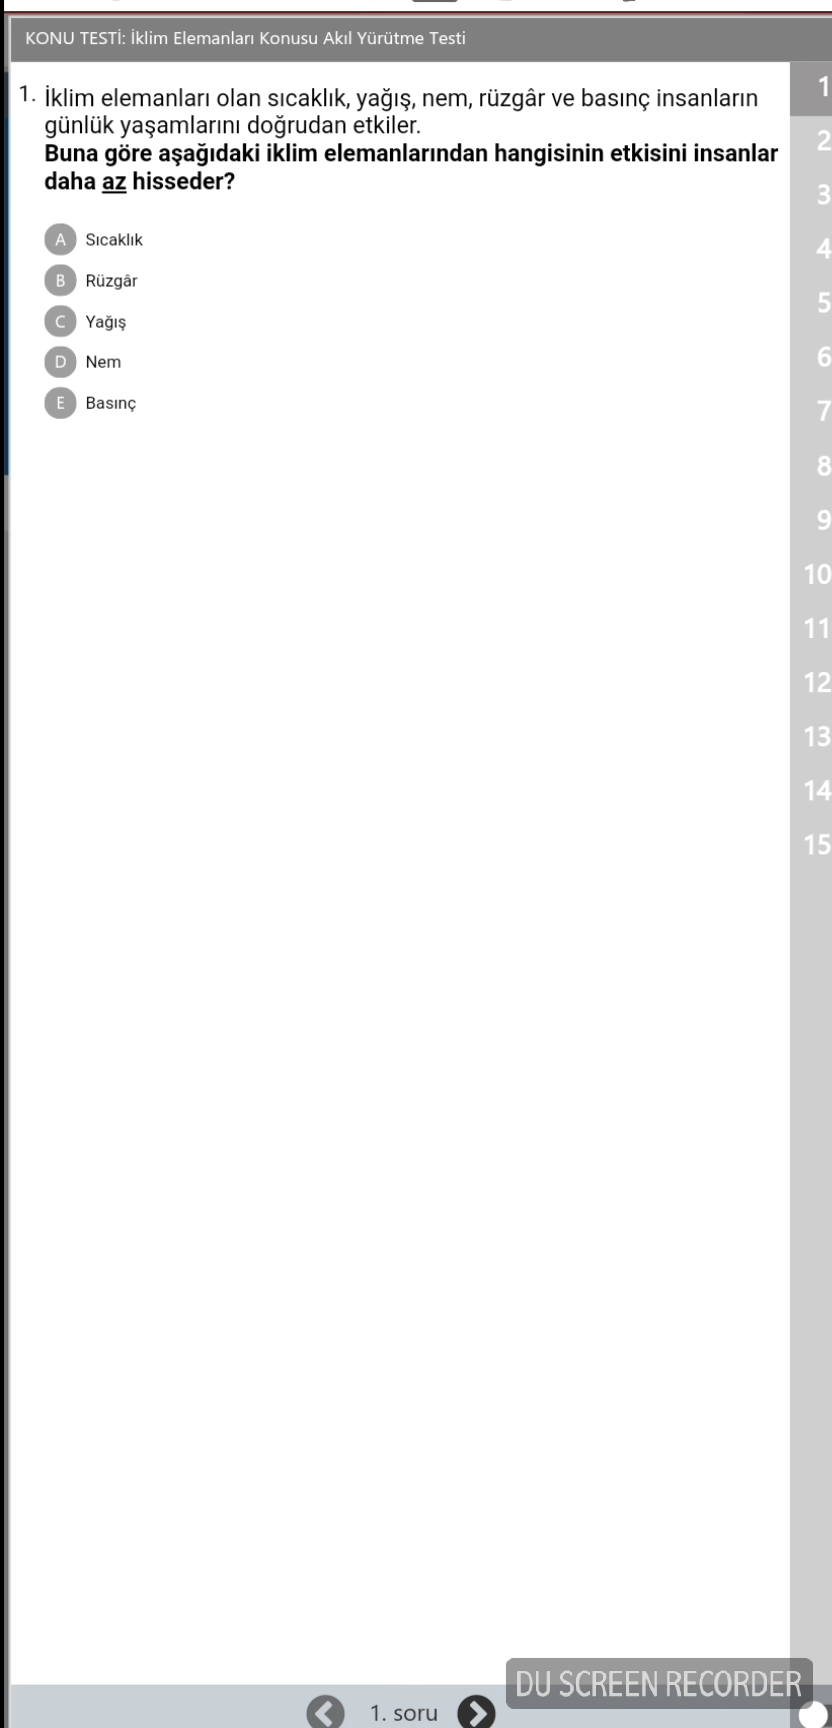 KONU TESTİ: İklim Elemanları Konusu Akıl Yürütme Testi
1. İklim elemanları olan sıcaklık, yağış, nem, rüzgâr ve basınç insanların
günlük yaşamlarını doğrudan etkiler.
Buna göre aşağıdaki iklim elemanlarından hangisinin etkisini insanlar
daha az hisseder?
A Sıcaklık
B Rüzgâr
C Yağış
D Nem
E Basınç
1
2
3
4
5
6
7
8
9
10
11
12
13
14
15
DU SCREEN RECORDER
1. soru